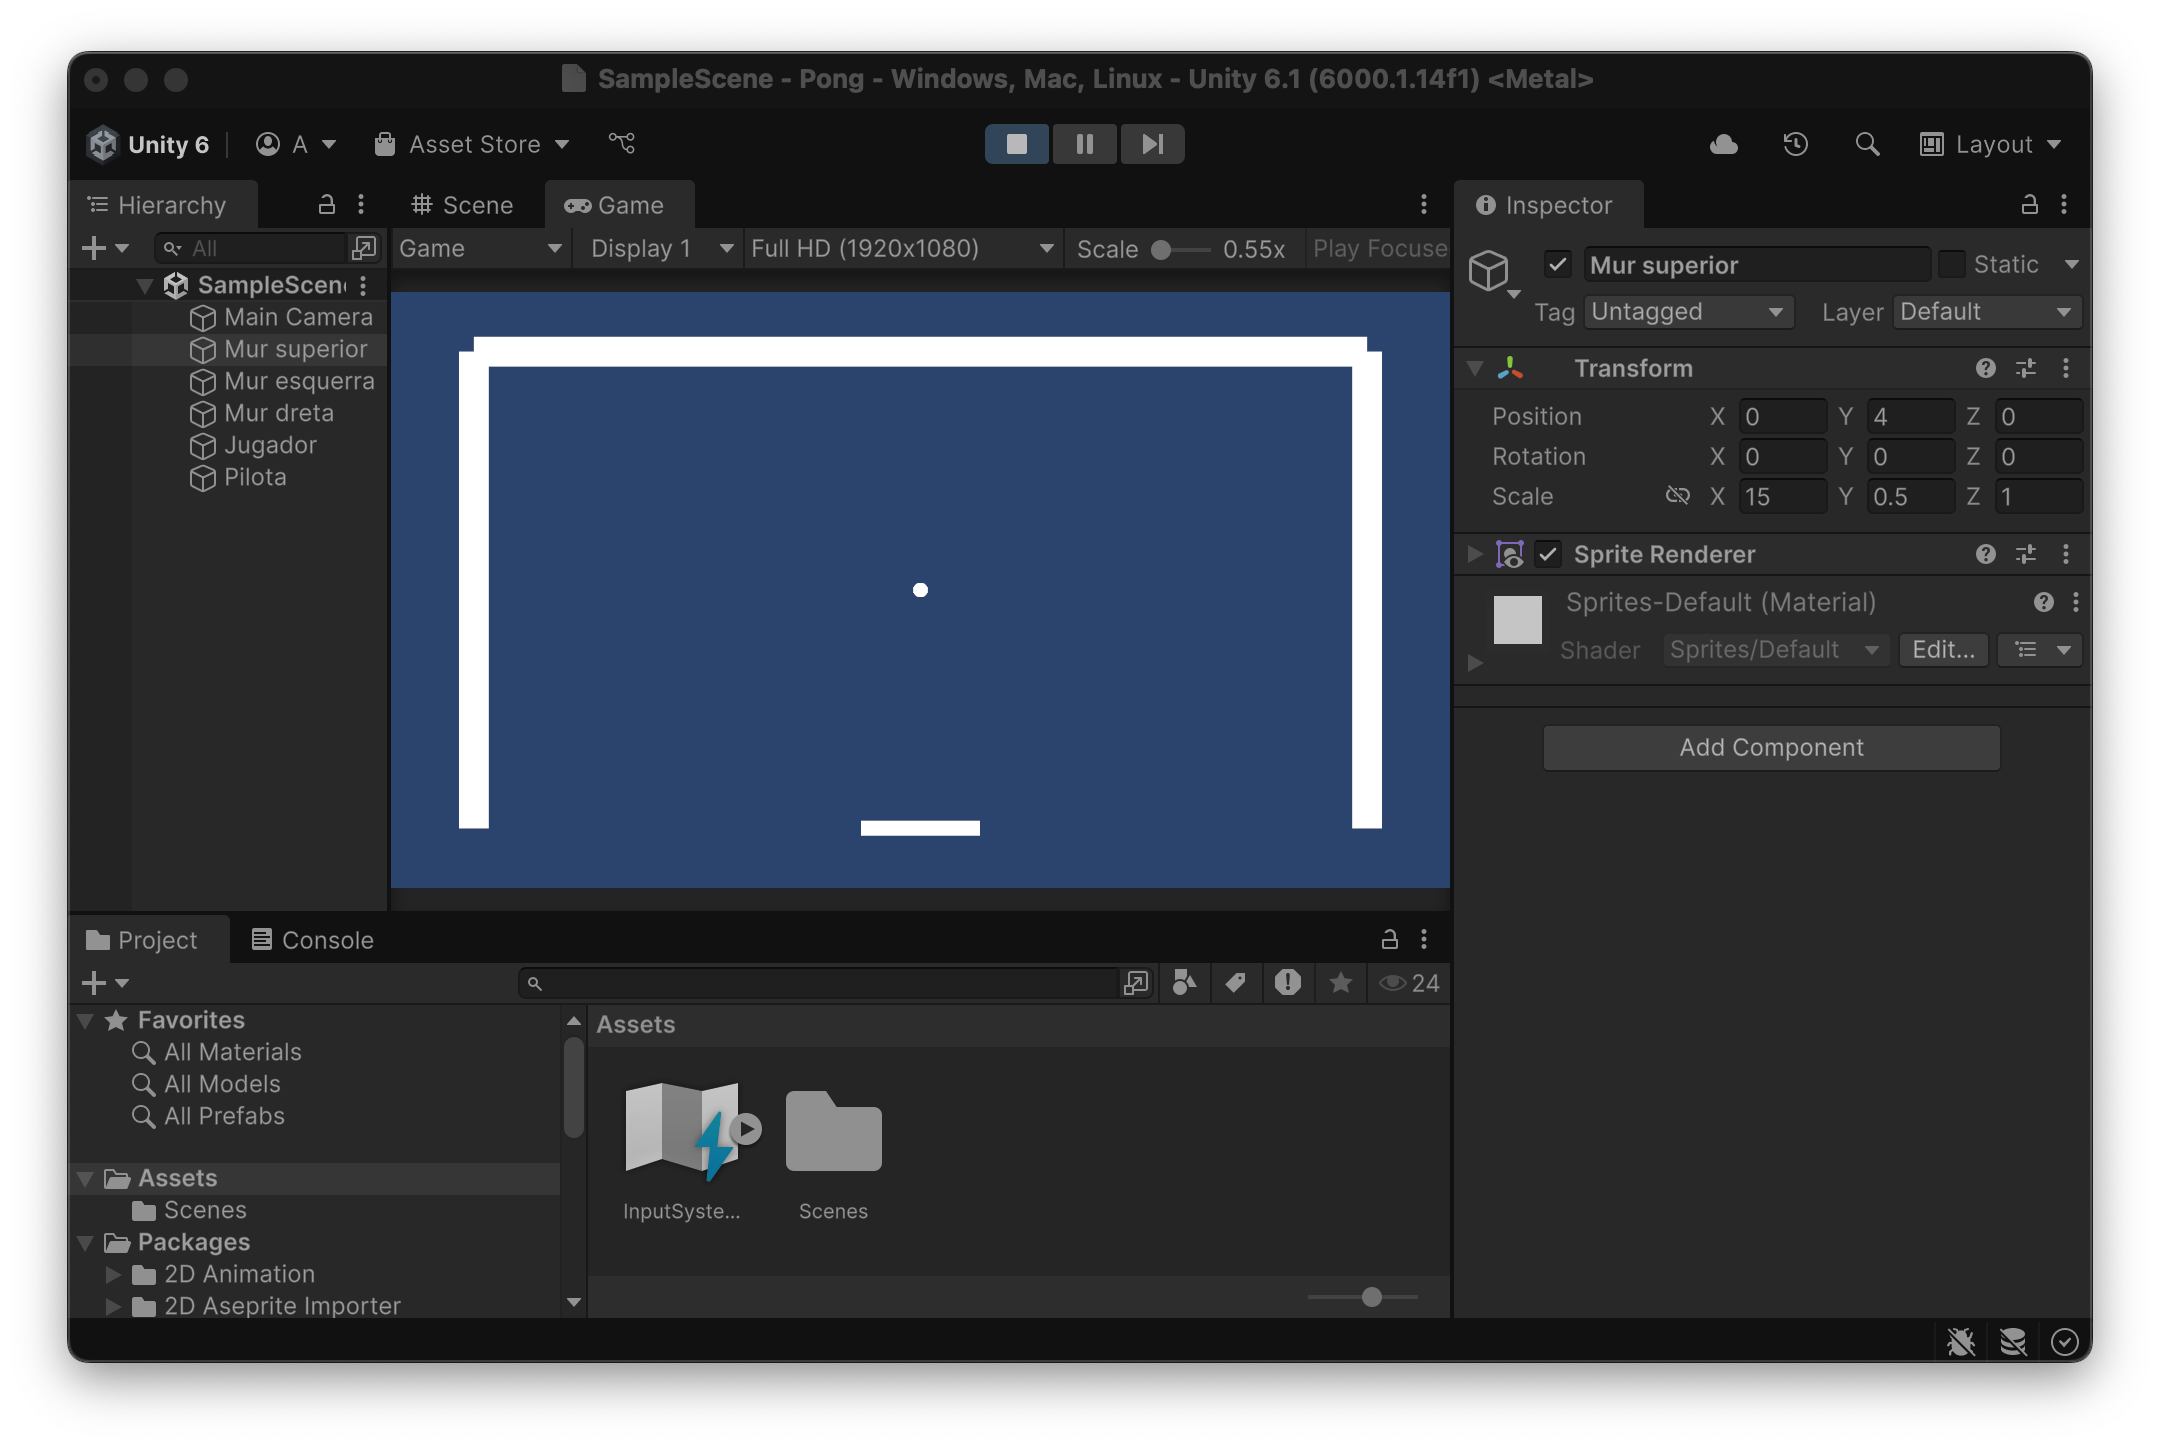 SampleScene - Pong - Windows, Mac, Linux - Unity 6.1 (6000.1.14f1) <Metal>
Unity 6
A
Asset Store
Layout
Hierarchy
Scene
Game
Inspector
All
Game
Display 1
Full HD (1920x1080)
Scale
0.55x
Play Focuse
SampleScen
Main Camera
Mur superior
Mur esquerra
Mur dreta
Jugador
Pilota
Mur superior
Static
Tag
Untagged
Layer
Default
Transform
Position
X 0 Y 4 Z 0
Rotation
X 0 Y 0 Z 0
Scale
X 15 Y 0.5 Z 1
Sprite Renderer
Sprites-Default (Material)
Shader
Sprites/Default
Edit...
Add Component
Project
Console
24
Favorites
All Materials
All Models
All Prefabs
Assets
Scenes
Packages
2D Animation
2D Aseprite Importer
Assets
InputSyste...
Scenes